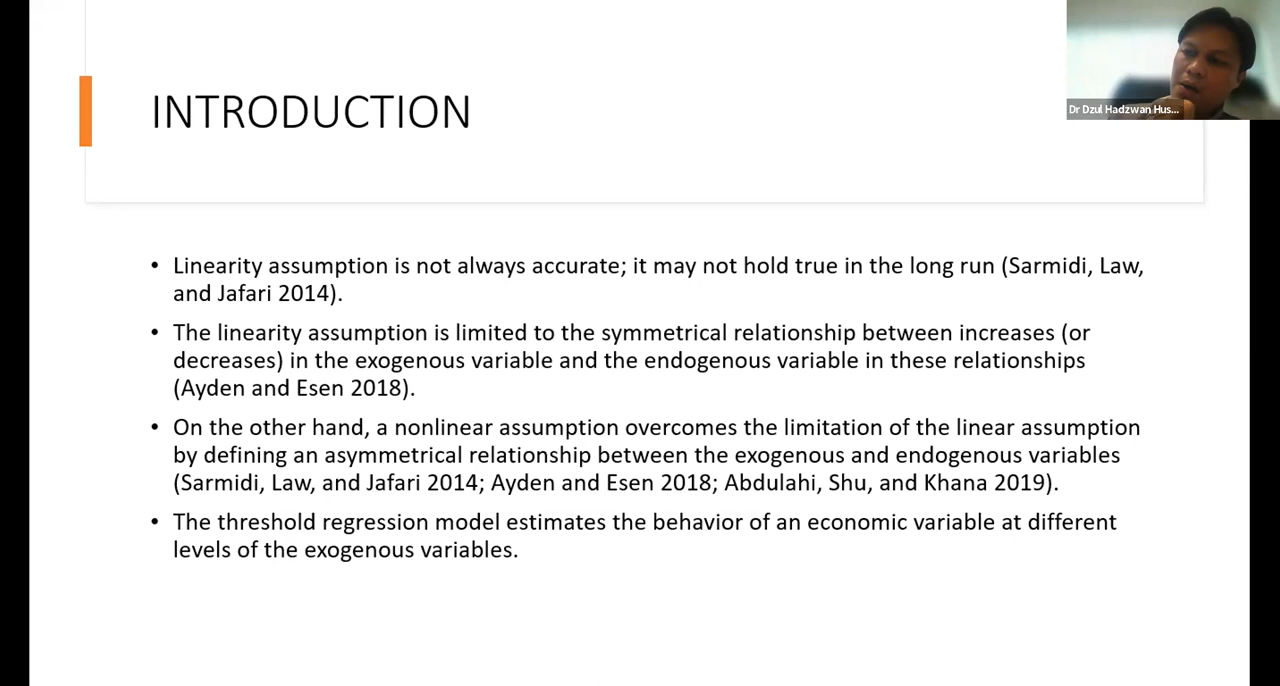 Dr Dzul Hadzwan Hus...
INTRODUCTION
• Linearity assumption is not always accurate; it may not hold true in the long run (Sarmidi, Law,
and Jafari 2014).
• The linearity assumption is limited to the symmetrical relationship between increases (or
decreases) in the exogenous variable and the endogenous variable in these relationships
(Ayden and Esen 2018).
• On the other hand, a nonlinear assumption overcomes the limitation of the linear assumption
by defining an asymmetrical relationship between the exogenous and endogenous variables
(Sarmidi, Law, and Jafari 2014; Ayden and Esen 2018; Abdulahi, Shu, and Khana 2019).
• The threshold regression model estimates the behavior of an economic variable at different
levels of the exogenous variables.